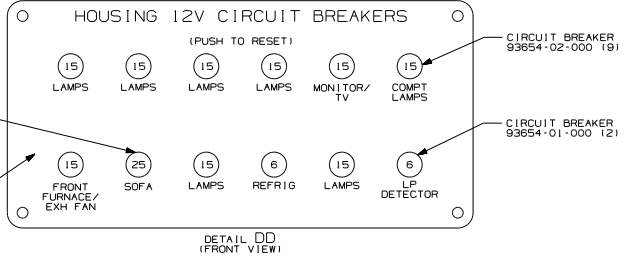 HOUSING 12V CIRCUIT BREAKERS
(PUSH TO RESET)
CIRCUIT BREAKER
93654-02-000 (9)
15 15 15 15 15 15
LAMPS LAMPS LAMPS LAMPS MONITOR/ COMPT
TV LAMPS
CIRCUIT BREAKER
93654-01-000 (2)
15 25 15 6 15 6
FRONT SOFA LAMPS REFRIG LAMPS LP
FURNACE/ DETECTOR
EXH FAN
DETAIL DD
(FRONT VIEW)